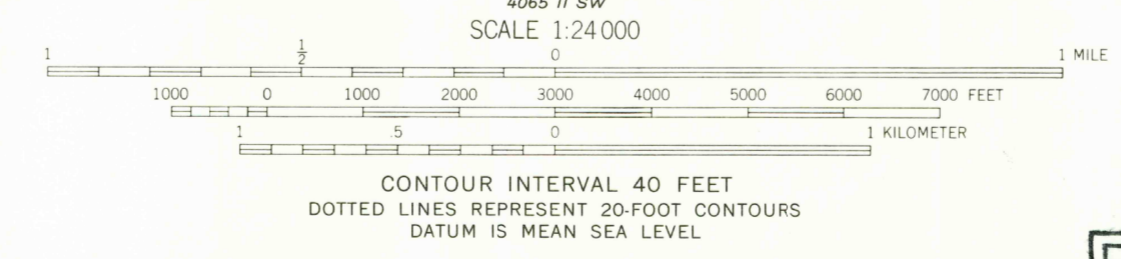 4065 II SW
SCALE 1:24 000
1 1/2 0 1 MILE
1000 0 1000 2000 3000 4000 5000 6000 7000 FEET
1 .5 0 1 KILOMETER
CONTOUR INTERVAL 40 FEET
DOTTED LINES REPRESENT 20-FOOT CONTOURS
DATUM IS MEAN SEA LEVEL